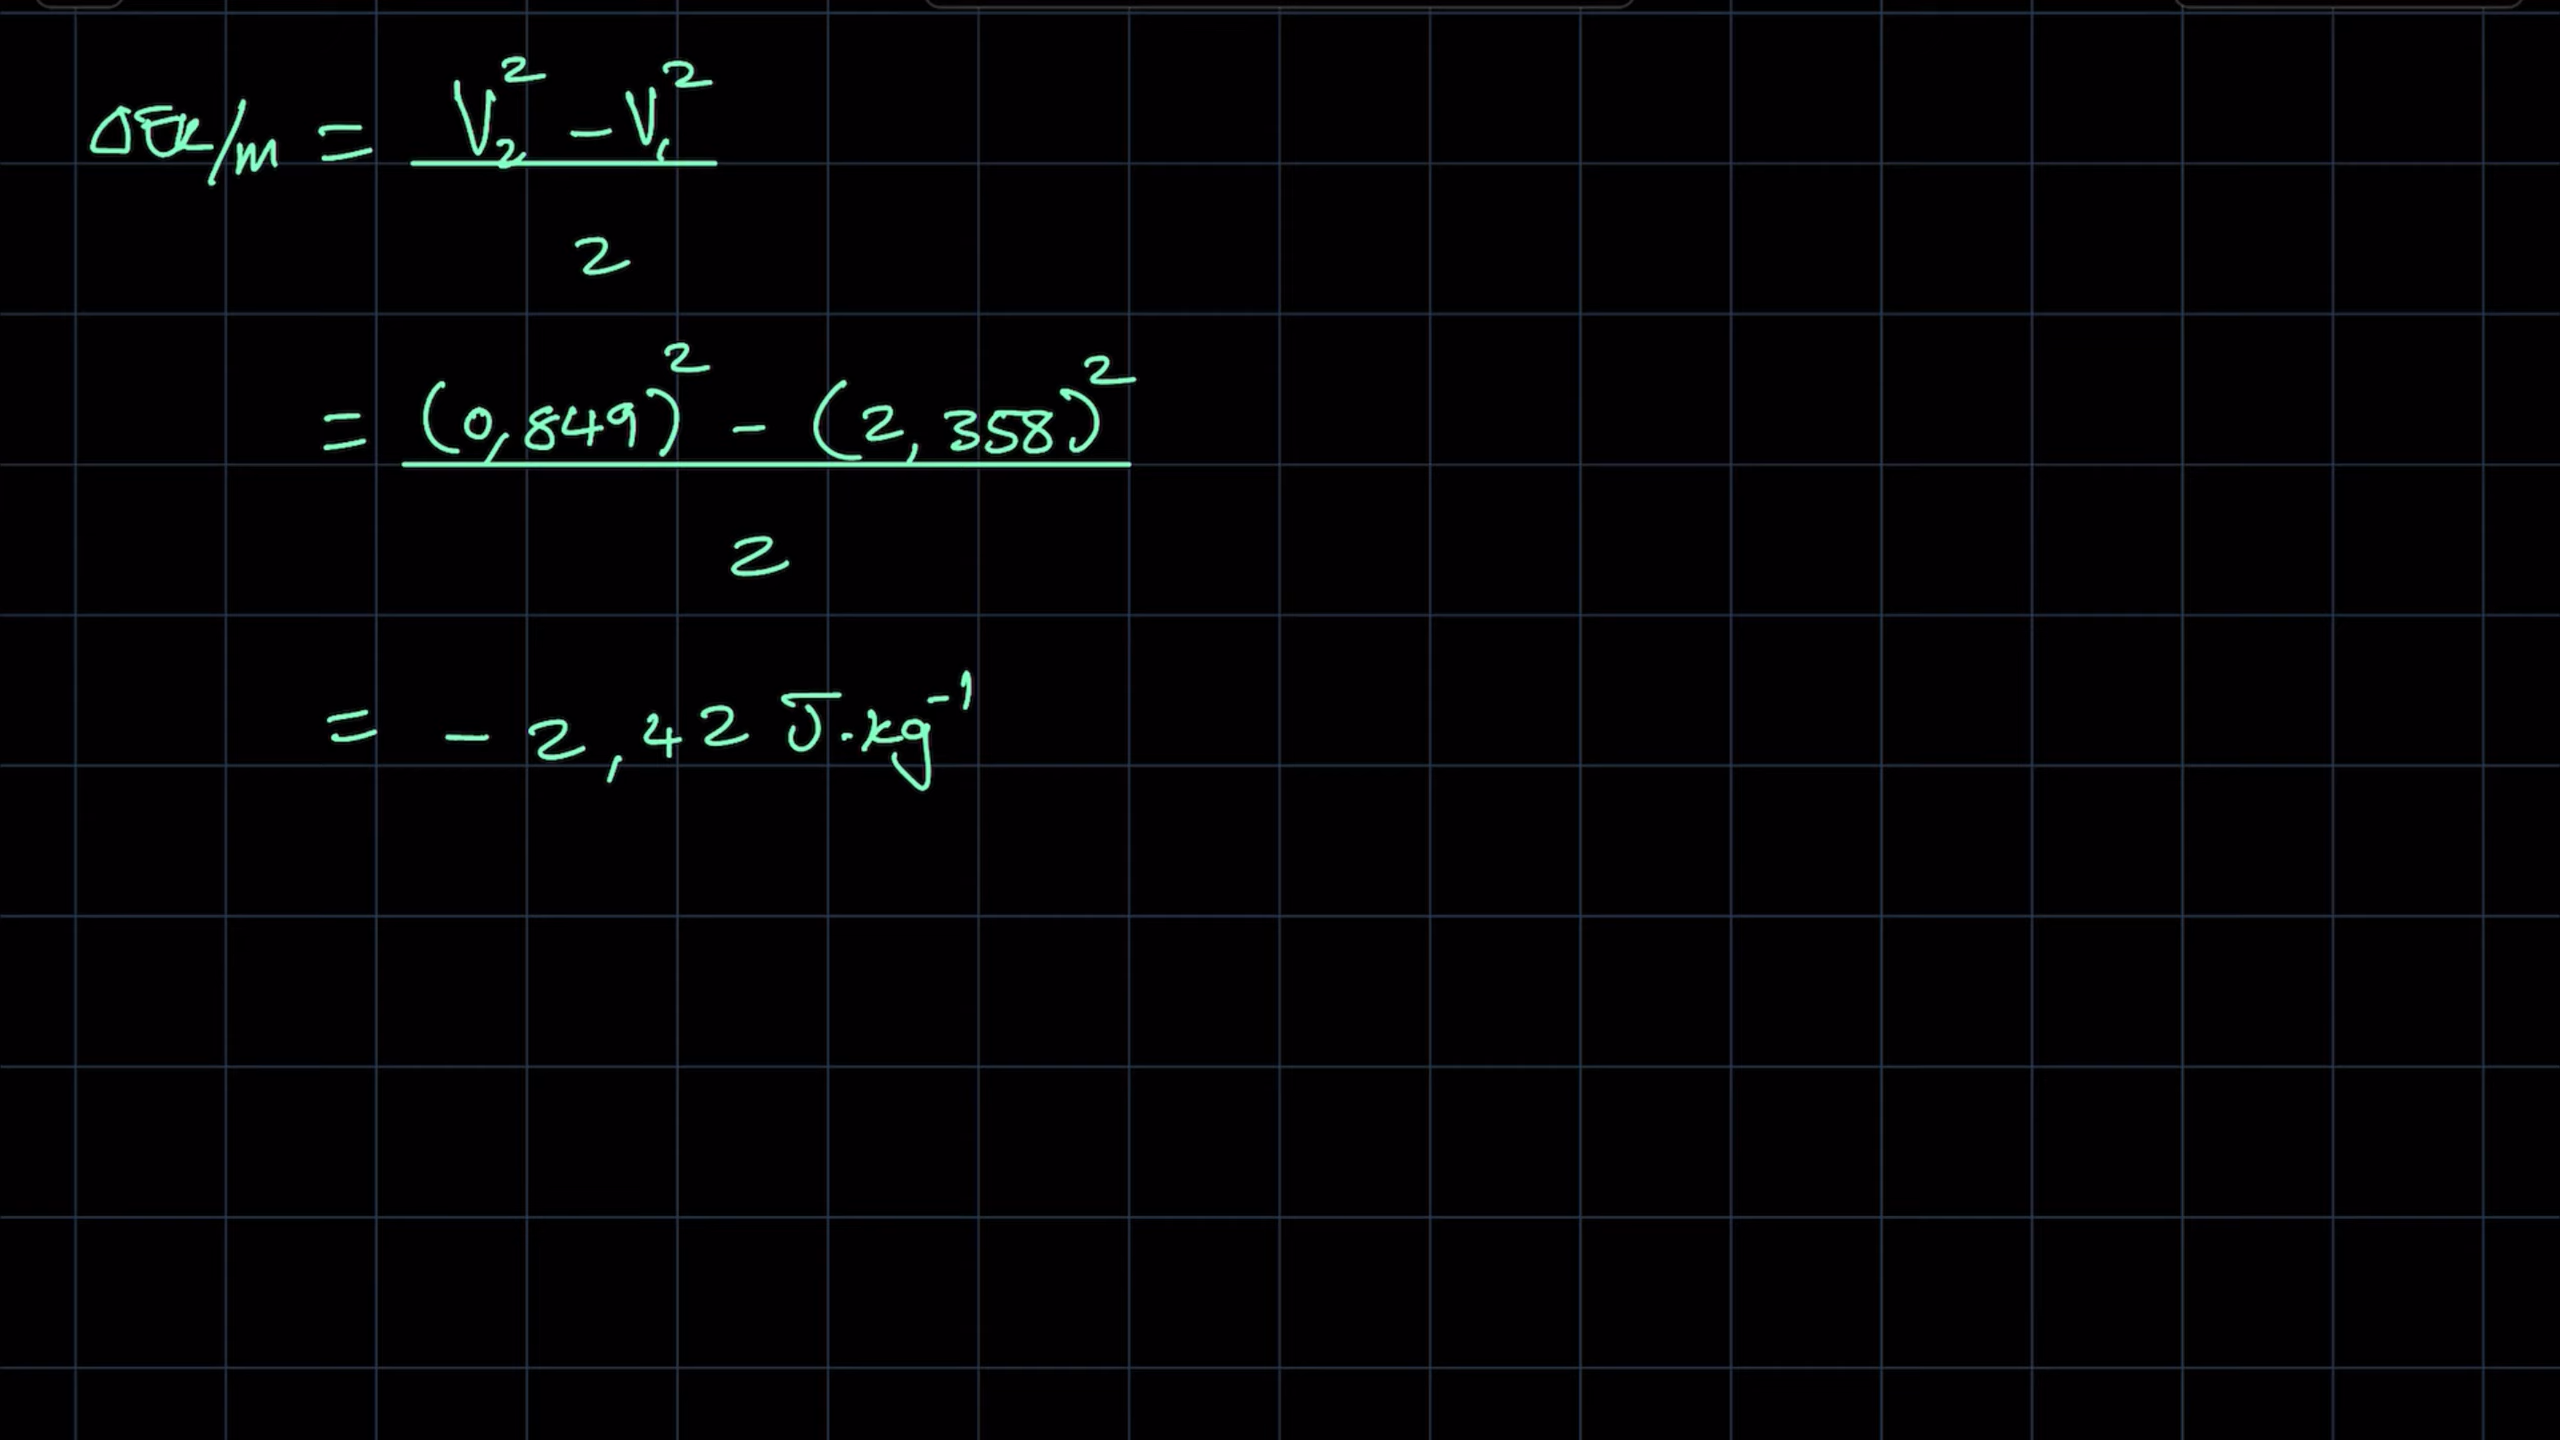 ΔEk/m = (V₂² - V₁²) / 2
= ((0,849)² - (2,358)²) / 2
= - 2,42 J.kg⁻¹